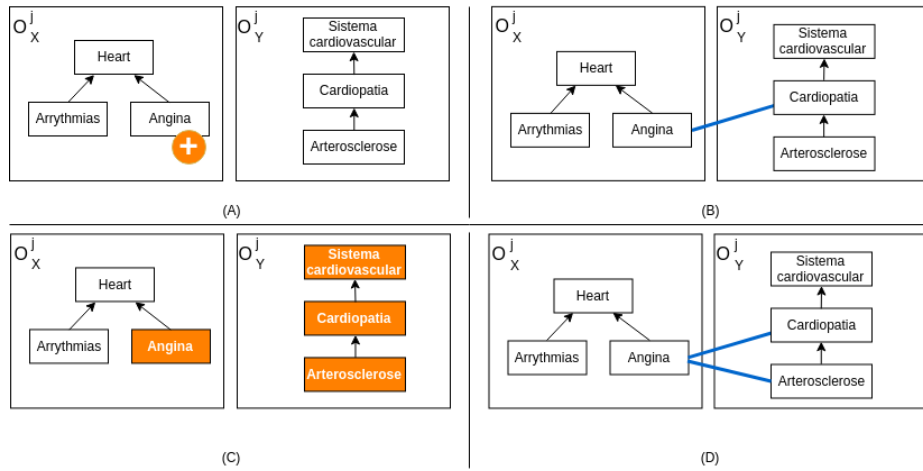 O j X
Heart
Arrythmias
Angina
+
O j Y
Sistema
cardiovascular
Cardiopatia
Arterosclerose
(A)
O j X
Heart
Arrythmias
Angina
O j Y
Sistema
cardiovascular
Cardiopatia
Arterosclerose
(B)
O j X
Heart
Arrythmias
Angina
O j Y
Sistema
cardiovascular
Cardiopatia
Arterosclerose
(C)
O j X
Heart
Arrythmias
Angina
O j Y
Sistema
cardiovascular
Cardiopatia
Arterosclerose
(D)